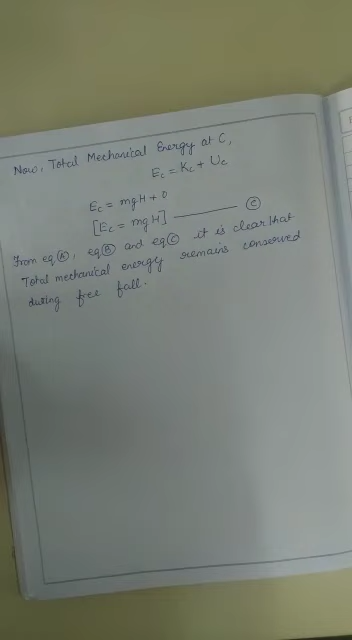 Now, Total Mechanical Energy at C,
Ec = Kc + Uc
Ec = mgH + 0
[Ec = mgH] ——— Ⓒ
From eq Ⓐ, eq Ⓑ and eq Ⓒ it is clear that
Total mechanical energy remains conserved
during free fall.